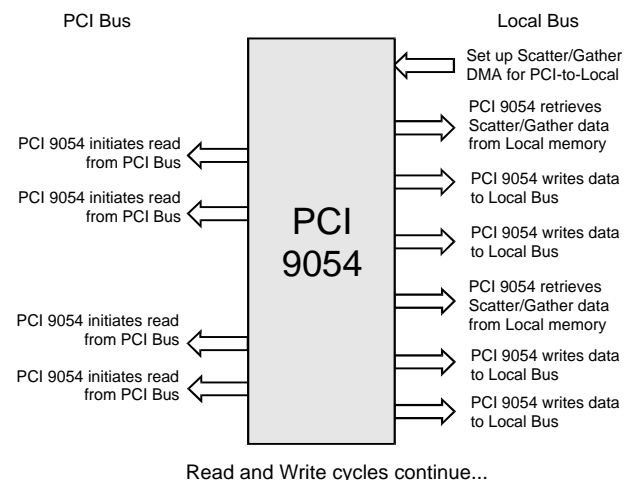 PCI Bus
Local Bus
Set up Scatter/Gather
DMA for PCI-to-Local
PCI 9054 retrieves
Scatter/Gather data
from Local memory
PCI 9054 initiates read
from PCI Bus
PCI 9054 writes data
to Local Bus
PCI 9054 initiates read
from PCI Bus
PCI
9054
PCI 9054 writes data
to Local Bus
PCI 9054 retrieves
Scatter/Gather data
from Local memory
PCI 9054 initiates read
from PCI Bus
PCI 9054 writes data
to Local Bus
PCI 9054 initiates read
from PCI Bus
PCI 9054 writes data
to Local Bus
Read and Write cycles continue...